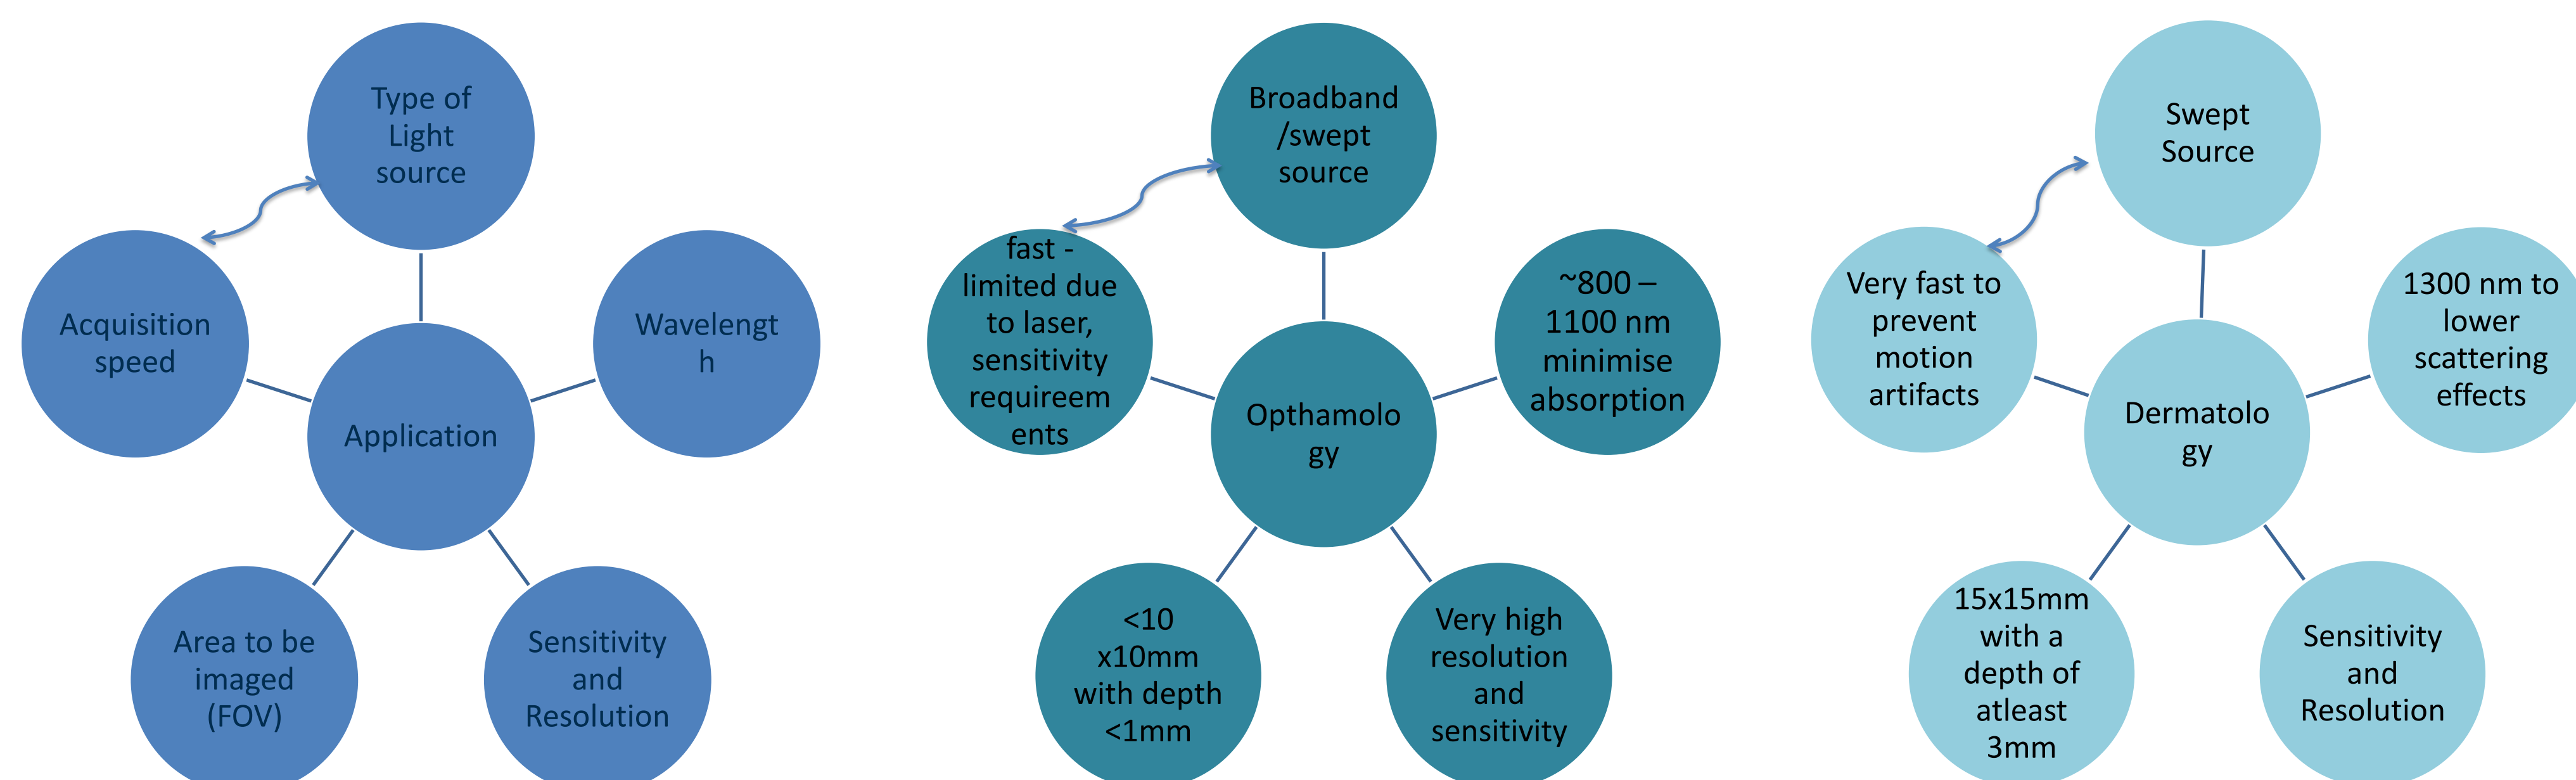 Type of
Light
source
Acquisition
speed
Wavelengt
h
Application
Area to be
imaged
(FOV)
Sensitivity
and
Resolution
Broadband
/swept
source
fast -
limited due
to laser,
sensitivity
requireem
ents
~800 –
1100 nm
minimise
absorption
Opthamolo
gy
<10
x10mm
with depth
<1mm
Very high
resolution
and
sensitivity
Swept
Source
Very fast to
prevent
motion
artifacts
1300 nm to
lower
scattering
effects
Dermatolo
gy
15x15mm
with a
depth of
atleast
3mm
Sensitivity
and
Resolution